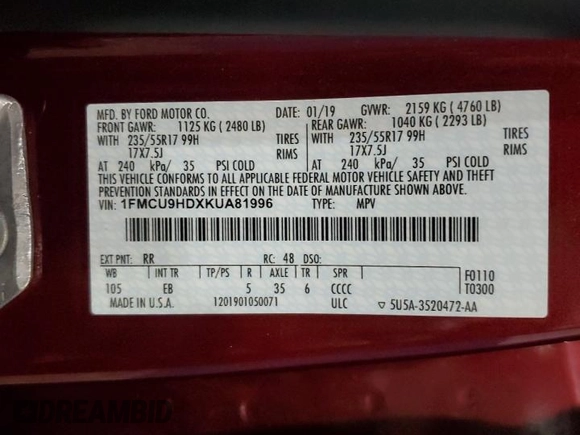 MFD. BY FORD MOTOR CO.
DATE: 01/19 GVWR: 2159 KG ( 4760 LB)
FRONT GAWR: 1125 KG ( 2480 LB) REAR GAWR: 1040 KG ( 2293 LB)
WITH 235/55R17 99H TIRES WITH 235/55R17 99H TIRES
17X7.5J RIMS 17X7.5J RIMS
AT 240 kPa/ 35 PSI COLD AT 240 kPa/ 35 PSI COLD
THIS VEHICLE CONFORMS TO ALL APPLICABLE FEDERAL MOTOR VEHICLE SAFETY AND THEFT
PREVENTION STANDARDS IN EFFECT ON THE DATE OF MANUFACTURE SHOWN ABOVE.
VIN: 1FMCU9HDXKUA81996 TYPE: MPV
EXT PNT: RR RC: 48 DSO:
WB INT TR TP/PS R AXLE TR SPR F0110
105 EB 5 35 6 CCCC T0300
MADE IN U.S.A. 1201901050071 ULC ▽ 5U5A-3520472-AA
DREAMBID